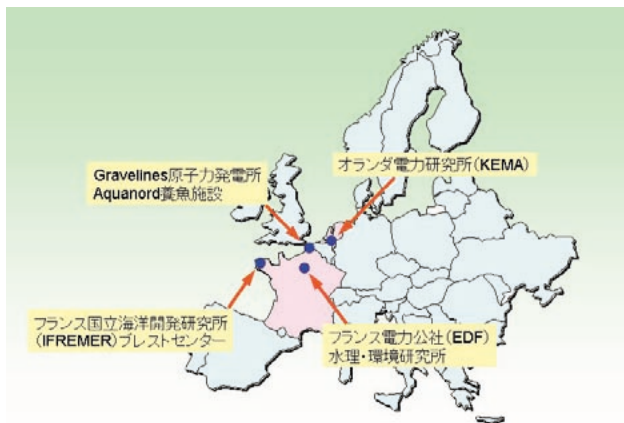 Gravelines原子力発電所
Aquanord養魚施設
オランダ電力研究所(KEMA)
フランス国立海洋開発研究所
(IFREMER)ブレストセンター
フランス電力公社(EDF)
水理・環境研究所